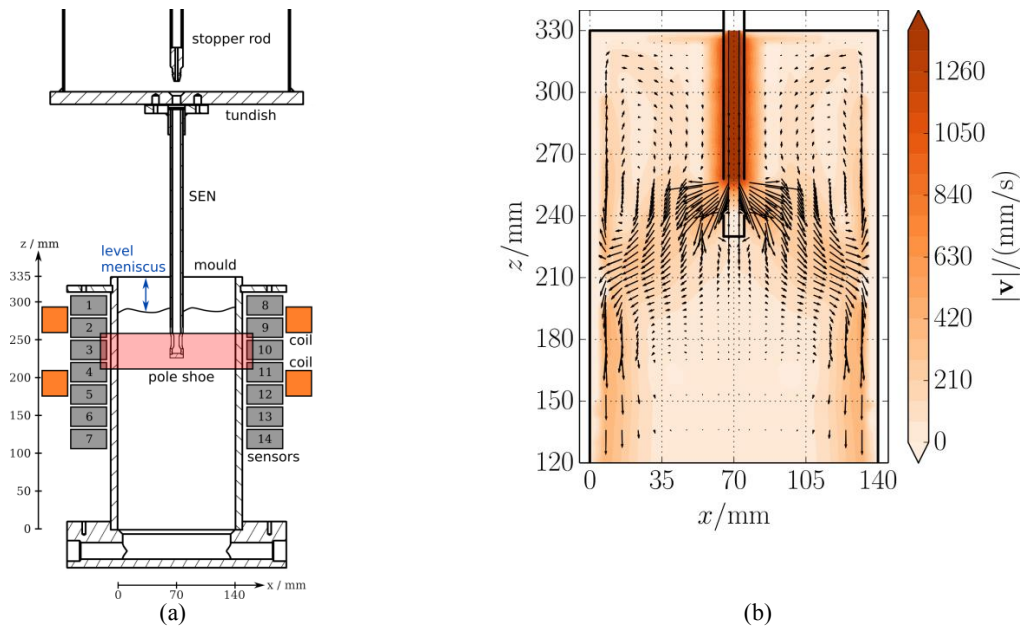 stopper rod
tundish
SEN
z / mm
level
meniscus
mould
335
300
250
200
150
100
50
0
1
2
3
4
5
6
7
8
9
10
11
12
13
14
coil
coil
pole shoe
sensors
0
70
140
x / mm
(a)
330
300
270
240
210
180
150
120
z/mm
0
35
70
105
140
x/mm
1260
1050
840
630
420
210
0
|v|/(mm/s)
(b)